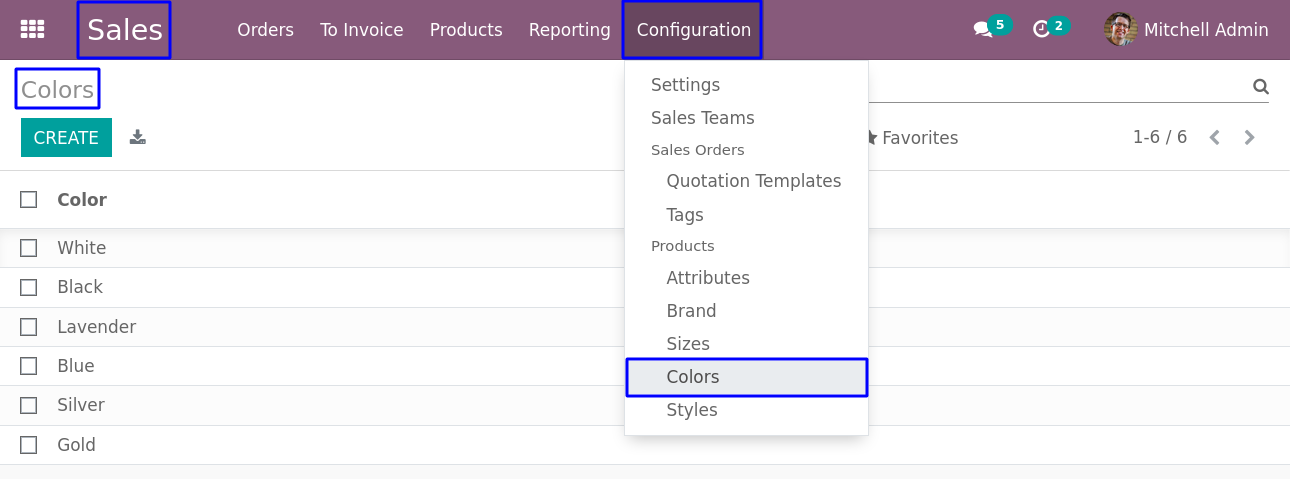 Sales Orders To Invoice Products Reporting Configuration 5 2 Mitchell Admin
Colors
CREATE
Favorites 1-6 / 6
Color
White
Black
Lavender
Blue
Silver
Gold
Settings
Sales Teams
Sales Orders
Quotation Templates
Tags
Products
Attributes
Brand
Sizes
Colors
Styles